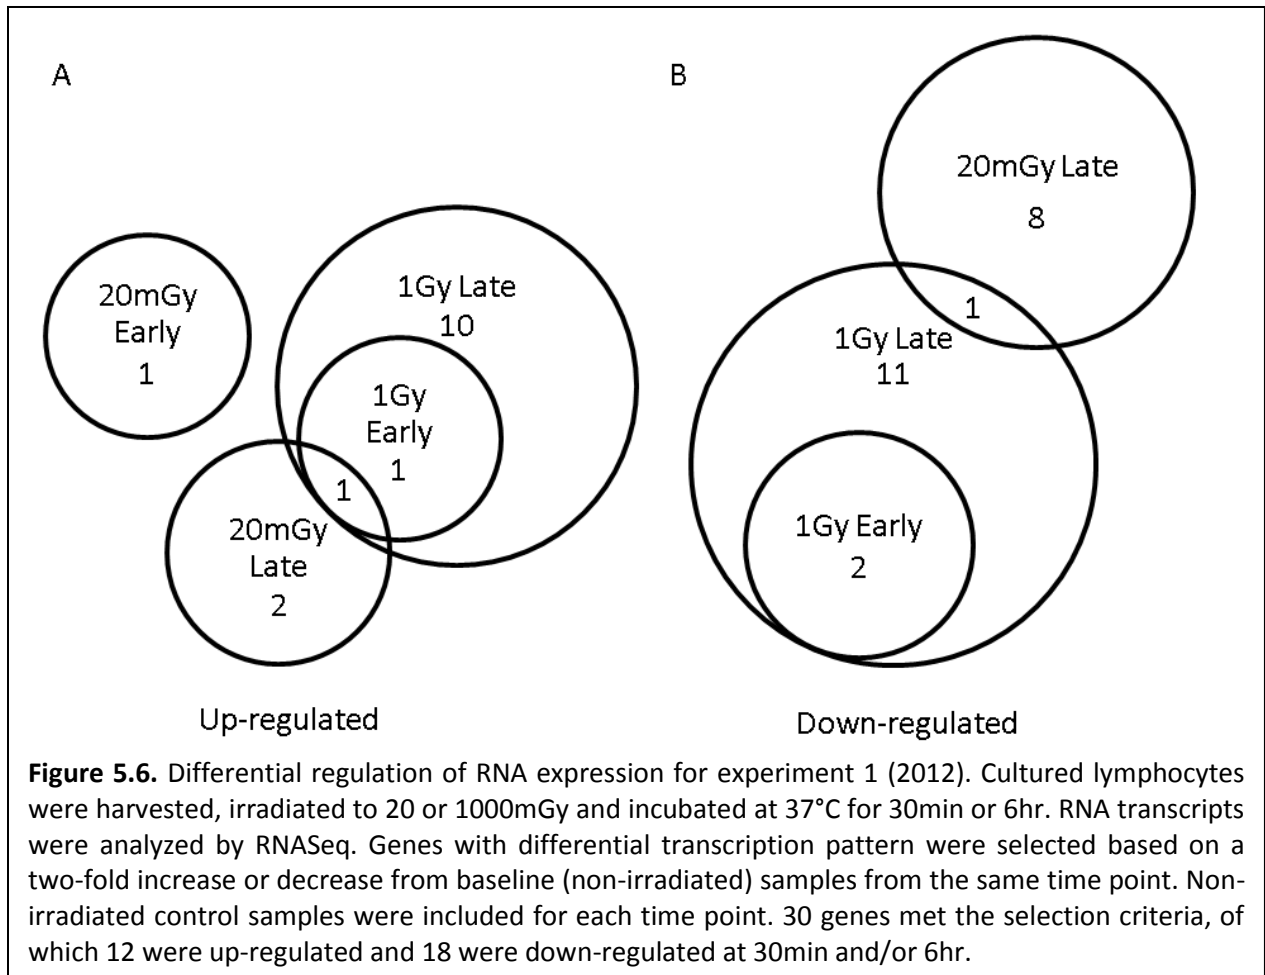 A
20mGy
Early
1
1Gy Late
10
1Gy
Early
1
1
20mGy
Late
2
Up-regulated
B
20mGy Late
8
1
1Gy Late
11
1Gy Early
2
Down-regulated
Figure 5.6. Differential regulation of RNA expression for experiment 1 (2012). Cultured lymphocytes
were harvested, irradiated to 20 or 1000mGy and incubated at 37°C for 30min or 6hr. RNA transcripts
were analyzed by RNASeq. Genes with differential transcription pattern were selected based on a
two-fold increase or decrease from baseline (non-irradiated) samples from the same time point. Non-
irradiated control samples were included for each time point. 30 genes met the selection criteria, of
which 12 were up-regulated and 18 were down-regulated at 30min and/or 6hr.